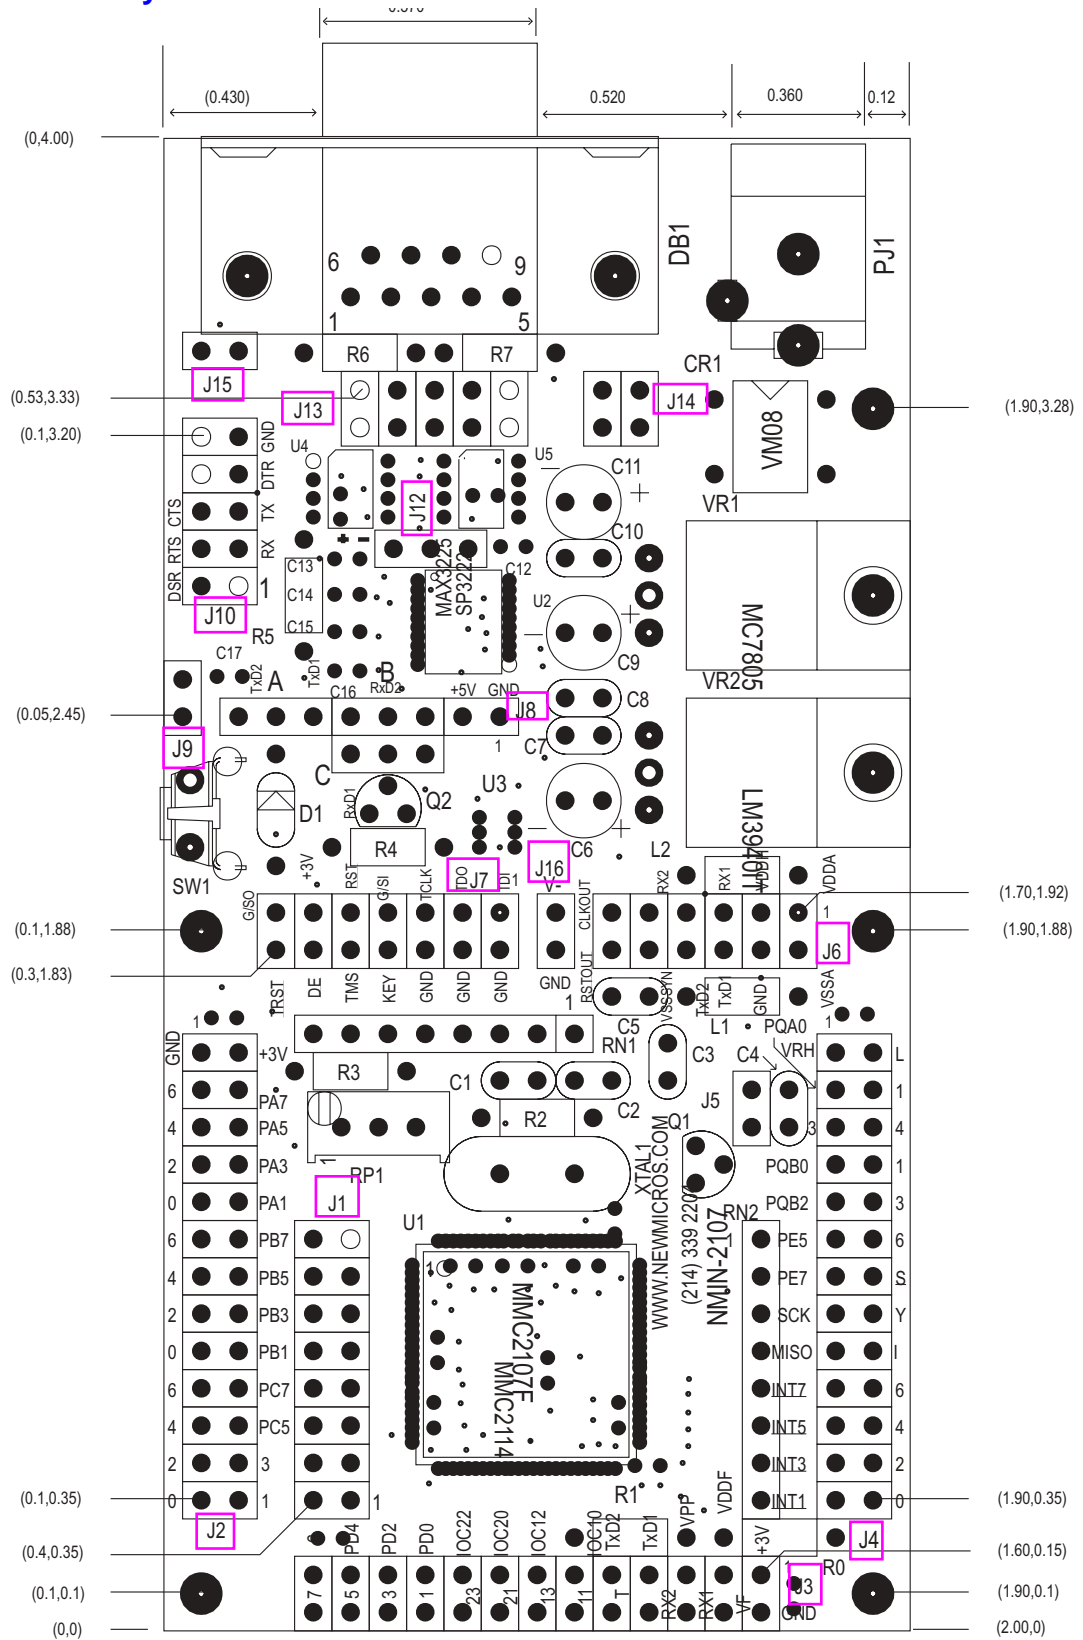 0.570
(0.430)
0.520
0.360
0.12
(0,4.00)
DB1
PJ1
6
9
1
5
R6
R7
CR1
J15
J13
J14
(0.53,3.33)
(1.90,3.28)
(0.1,3.20)
GND
DTR
CTS
TX
RTS
RX
DSR
1
J10
R5
U4
U5
J12
C11
C10
VM08
VR1
MC7805
MAX3225
SP3222
C12
C13
C14
C15
U2
C9
C17
TxD2
A
TxD1
C16
B
RxD2
+5V
GND
J8
C8
VR2
LM3940IT
(0.05,2.45)
J9
1
C7
C
U3
RxD1
Q2
D1
R4
C6
SW1
+3V
RST
G/SI
TCLK
TDO
J7
TDI
1
J16
V-
L2
RX2
RX1
VDDH
VDDA
G/SO
CLKOUT
1
(1.70,1.92)
(0.1,1.88)
(1.90,1.88)
J6
(0.3,1.83)
TRST
DE
TMS
KEY
GND
GND
GND
GND
RSTOUT
1
VSSSYN
TxD2
TxD1
GND
VSSA
C5
L1
PQA0
VRH
1
GND
1
+3V
RN1
C3
C4
L
R3
C1
C2
J5
6
PA7
1
4
PA5
R2
Q1
3
4
2
PA3
RP1
1
XTAL1
PQB0
1
0
PA1
J1
PQB2
3
WWW.NEWMICROS.COM
(214) 339 2204
NMIN-2107
RN2
1
6
PB7
U1
PE5
6
4
PB5
1
PE7
S
2
PB3
SCK
Y
0
PB1
MISO
I
MMC2107F
MMC2114
6
PC7
INT7
6
4
PC5
INT5
4
2
3
INT3
2
(0.1,0.35)
0
1
1
R1
INT1
0
(1.90,0.35)
J2
PD4
PD2
PD0
IOC22
IOC20
IOC12
IOC10
TxD2
TxD1
VPP
VDDF
+3V
J4
(0.4,0.35)
(1.60,0.15)
R0
(0.1,0.1)
7
5
3
1
23
21
13
11
T
RX2
RX1
VF
GND
J3
(1.90,0.1)
(0,0)
(2.00,0)